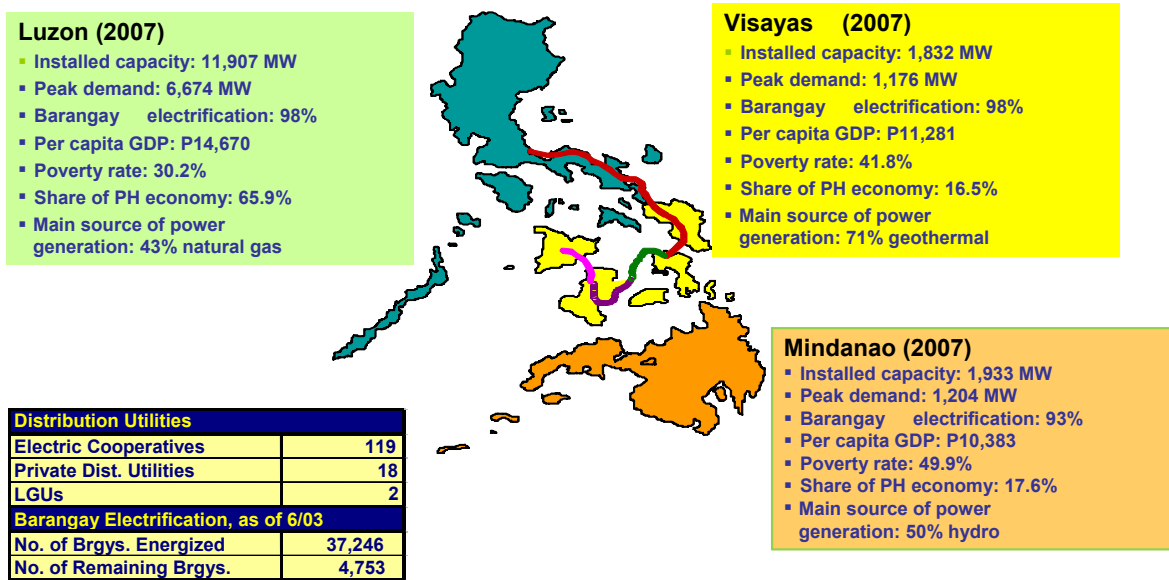 Luzon (2007)
Installed capacity: 11,907 MW
Peak demand: 6,674 MW
Barangay electrification: 98%
Per capita GDP: P14,670
Poverty rate: 30.2%
Share of PH economy: 65.9%
Main source of power
generation: 43% natural gas
Visayas (2007)
Installed capacity: 1,832 MW
Peak demand: 1,176 MW
Barangay electrification: 98%
Per capita GDP: P11,281
Poverty rate: 41.8%
Share of PH economy: 16.5%
Main source of power
generation: 71% geothermal
Mindanao (2007)
Installed capacity: 1,933 MW
Peak demand: 1,204 MW
Barangay electrification: 93%
Per capita GDP: P10,383
Poverty rate: 49.9%
Share of PH economy: 17.6%
Main source of power
generation: 50% hydro
Distribution Utilities
Electric Cooperatives 119
Private Dist. Utilities 18
LGUs 2
Barangay Electrification, as of 6/03
No. of Brgys. Energized 37,246
No. of Remaining Brgys. 4,753